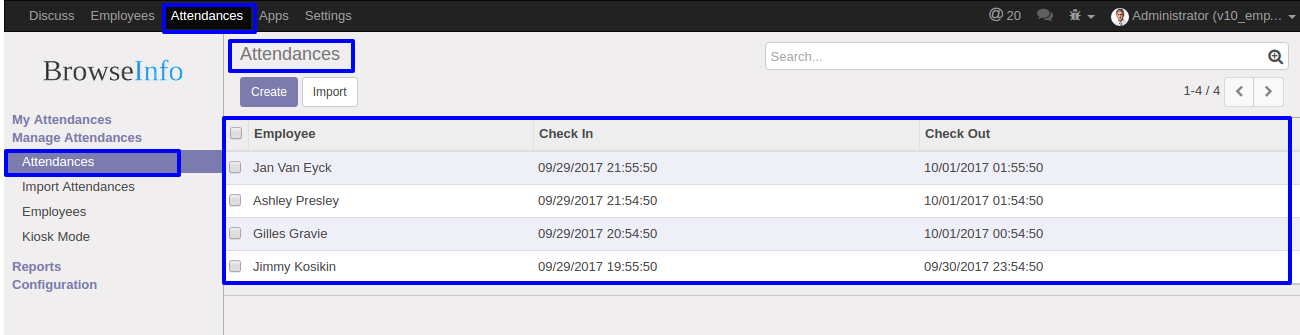 Discuss Employees Attendances Apps Settings @ 20 Administrator (v10_emp...
BrowseInfo
Attendances
Search...
Create Import
1-4 / 4
My Attendances
Manage Attendances
Attendances
Import Attendances
Employees
Kiosk Mode
Reports
Configuration
Employee Check In Check Out
Jan Van Eyck 09/29/2017 21:55:50 10/01/2017 01:55:50
Ashley Presley 09/29/2017 21:54:50 10/01/2017 01:54:50
Gilles Gravie 09/29/2017 20:54:50 10/01/2017 00:54:50
Jimmy Kosikin 09/29/2017 19:55:50 09/30/2017 23:54:50